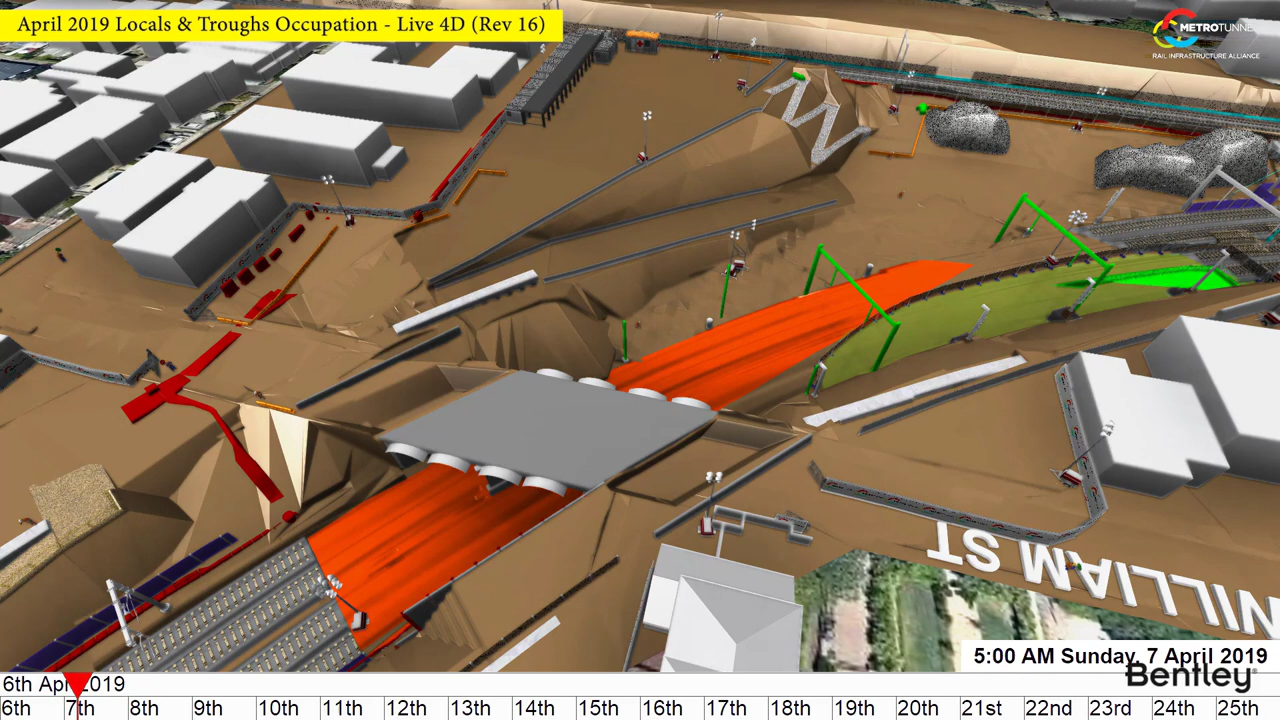 April 2019 Locals & Troughs Occupation - Live 4D (Rev 16)
METROTUNNEL
RAIL INFRASTRUCTURE ALLIANCE
WILLIAM ST
5:00 AM Sunday, 7 April 2019
Bentley
6th Apr 2019
6th 7th 8th 9th 10th 11th 12th 13th 14th 15th 16th 17th 18th 19th 20th 21st 22nd 23rd 24th 25th